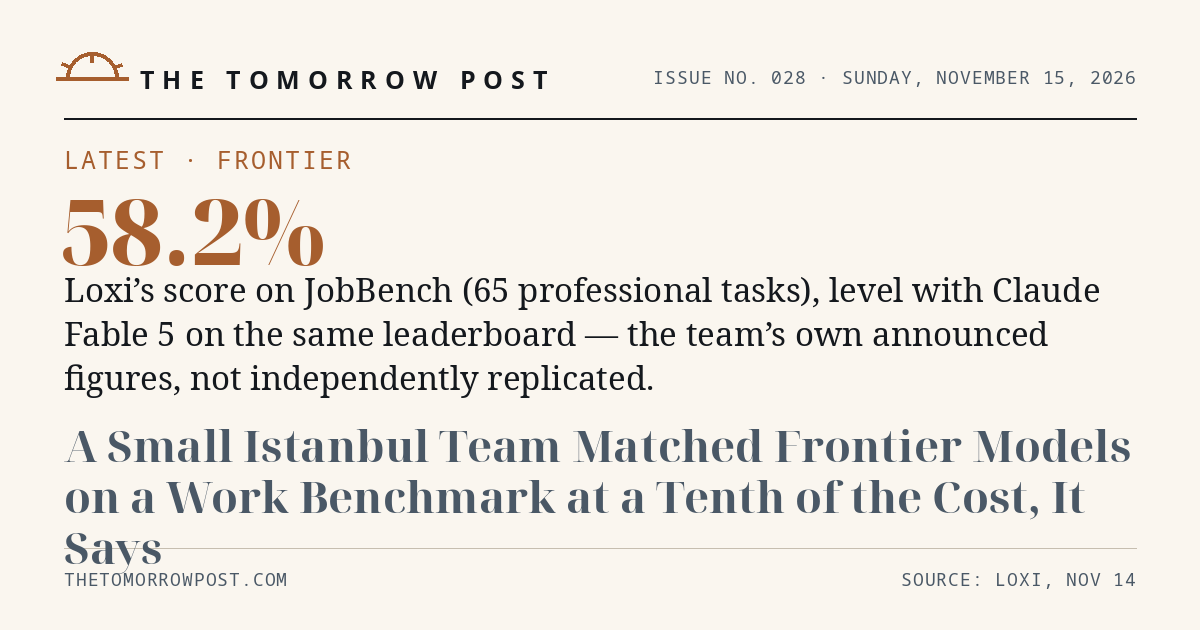 THE TOMORROW POST
ISSUE NO. 028 · SUNDAY, NOVEMBER 15, 2026
LATEST · FRONTIER
58.2%
Loxi’s score on JobBench (65 professional tasks), level with Claude
Fable 5 on the same leaderboard — the team’s own announced
figures, not independently replicated.
A Small Istanbul Team Matched Frontier Models
on a Work Benchmark at a Tenth of the Cost, It
Says
THETOMORROWPOST.COM
SOURCE: LOXI, NOV 14